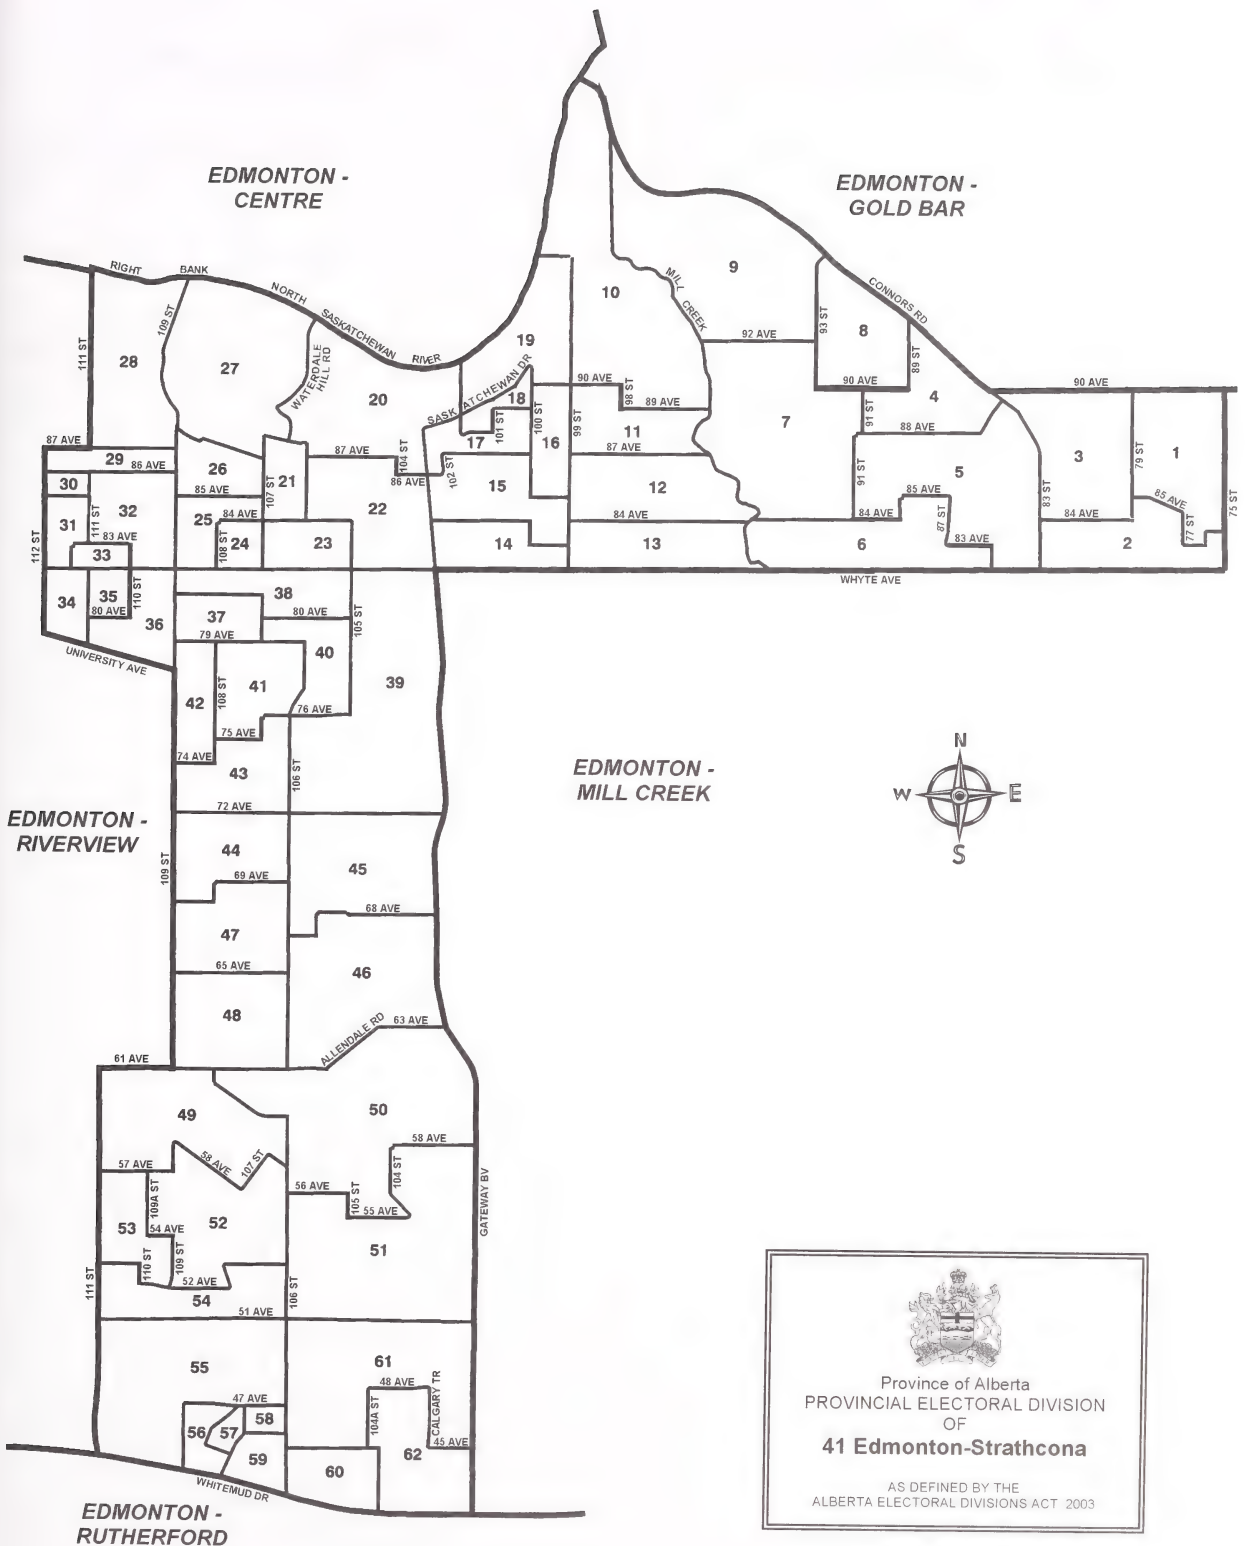 EDMONTON -
CENTRE
EDMONTON -
GOLD BAR
RIGHT BANK NORTH SASKATCHEWAN RIVER
109 ST
111 ST
28
27
WATERDALE
HILL RD
20
19
SASKATCHEWAN DR
10
MILL CREEK
9
CONNORS RD
92 AVE
93 ST
8
89 ST
90 AVE
90 AVE
4
91 ST
88 AVE
7
90 AVE
98 ST
89 AVE
18
101 ST
100 ST
99 ST
17
16
11
87 AVE
87 AVE
29
86 AVE
26
21
107 ST
87 AVE
104 ST
86 AVE
102 ST
15
12
91 ST
5
85 AVE
87 ST
84 AVE
83 AVE
83 ST
3
79 ST
1
85 AVE
77 ST
75 ST
84 AVE
2
30
31
111 ST
32
83 AVE
33
112 ST
85 AVE
25
84 AVE
108 ST
24
23
22
14
84 AVE
13
6
WHYTE AVE
34
35
80 AVE
110 ST
36
UNIVERSITY AVE
38
37
79 AVE
80 AVE
105 ST
40
39
42
108 ST
41
76 AVE
75 AVE
74 AVE
43
106 ST
72 AVE
EDMONTON -
MILL CREEK
N
W
E
S
EDMONTON -
RIVERVIEW
109 ST
44
69 AVE
45
68 AVE
47
65 AVE
46
48
ALLENDALE RD
63 AVE
61 AVE
49
50
58 AVE
57 AVE
58 AVE
107 ST
104 ST
56 AVE
105 ST
55 AVE
GATEWAY BV
109A ST
53
54 AVE
52
110 ST
109 ST
52 AVE
51
111 ST
54
106 ST
51 AVE
55
61
48 AVE
104A ST
CALGARY TR
47 AVE
56
57
58
59
45 AVE
62
60
WHITEMUD DR
EDMONTON -
RUTHERFORD
Province of Alberta
PROVINCIAL ELECTORAL DIVISION
OF
41 Edmonton-Strathcona
AS DEFINED BY THE
ALBERTA ELECTORAL DIVISIONS ACT 2003